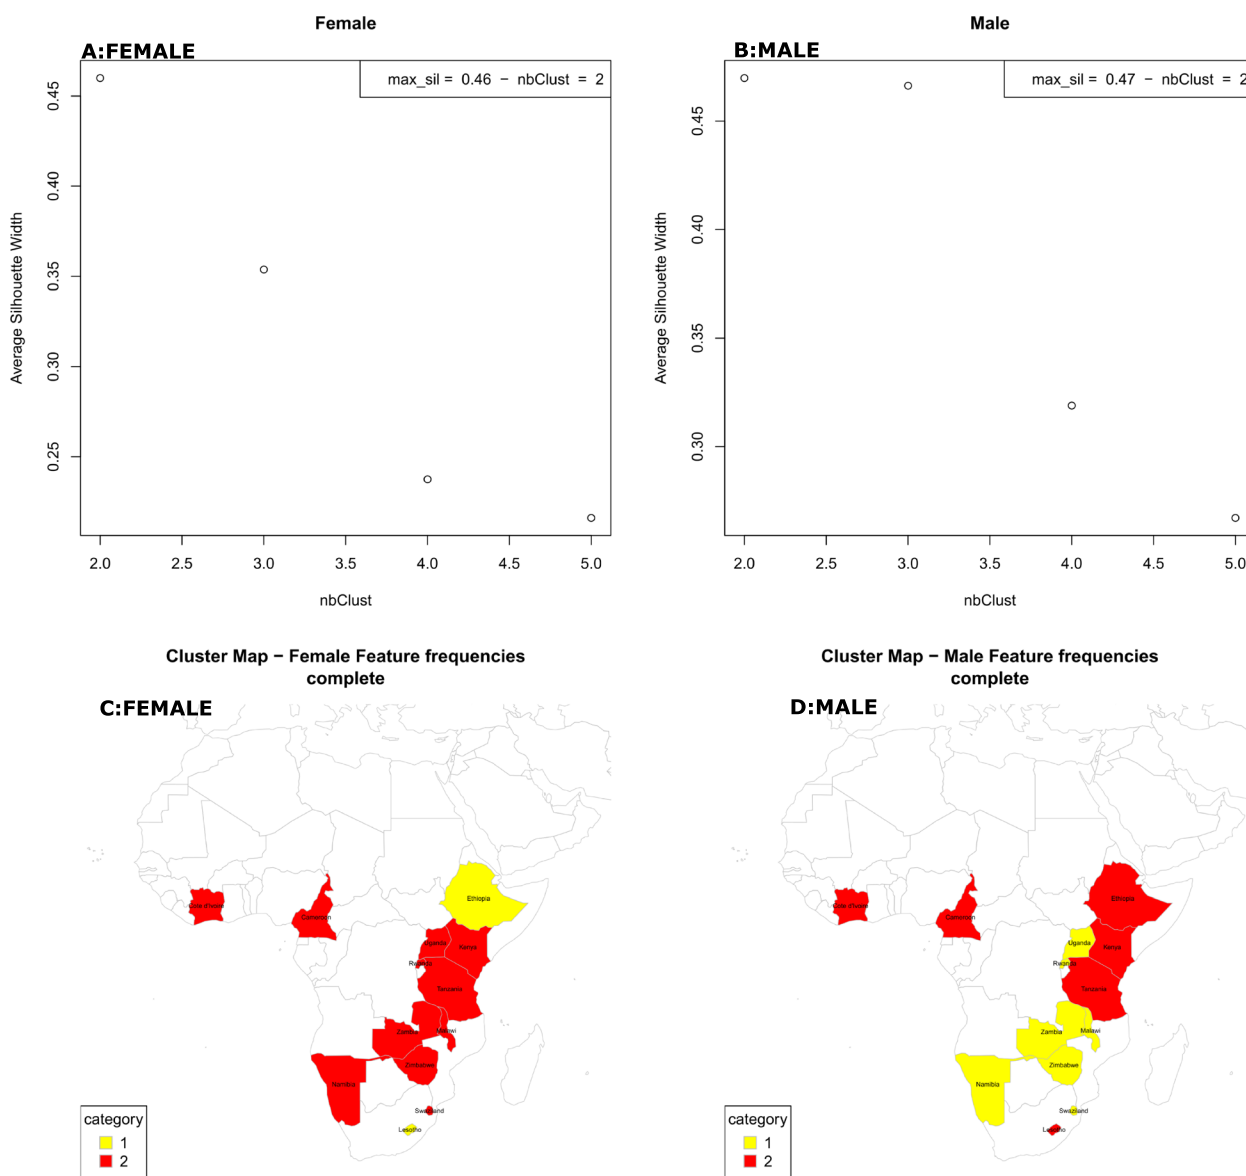 Female
A:FEMALE
max_sil = 0.46 − nbClust = 2
Average Silhouette Width
0.45
0.40
0.35
0.30
0.25
2.0 2.5 3.0 3.5 4.0 4.5 5.0
nbClust
Male
B:MALE
max_sil = 0.47 − nbClust = 2
Average Silhouette Width
0.45
0.40
0.35
0.30
2.0 2.5 3.0 3.5 4.0 4.5 5.0
nbClust
Cluster Map − Female Feature frequencies
complete
C:FEMALE
Ethiopia
Cote d'Ivoire
Cameroon
Uganda
Kenya
Rwanda
Tanzania
Zambia
Malawi
Zimbabwe
Namibia
Swaziland
Lesotho
category
1
2
Cluster Map − Male Feature frequencies
complete
D:MALE
Ethiopia
Cote d'Ivoire
Cameroon
Uganda
Kenya
Rwanda
Tanzania
Zambia
Malawi
Zimbabwe
Namibia
Swaziland
Lesotho
category
1
2